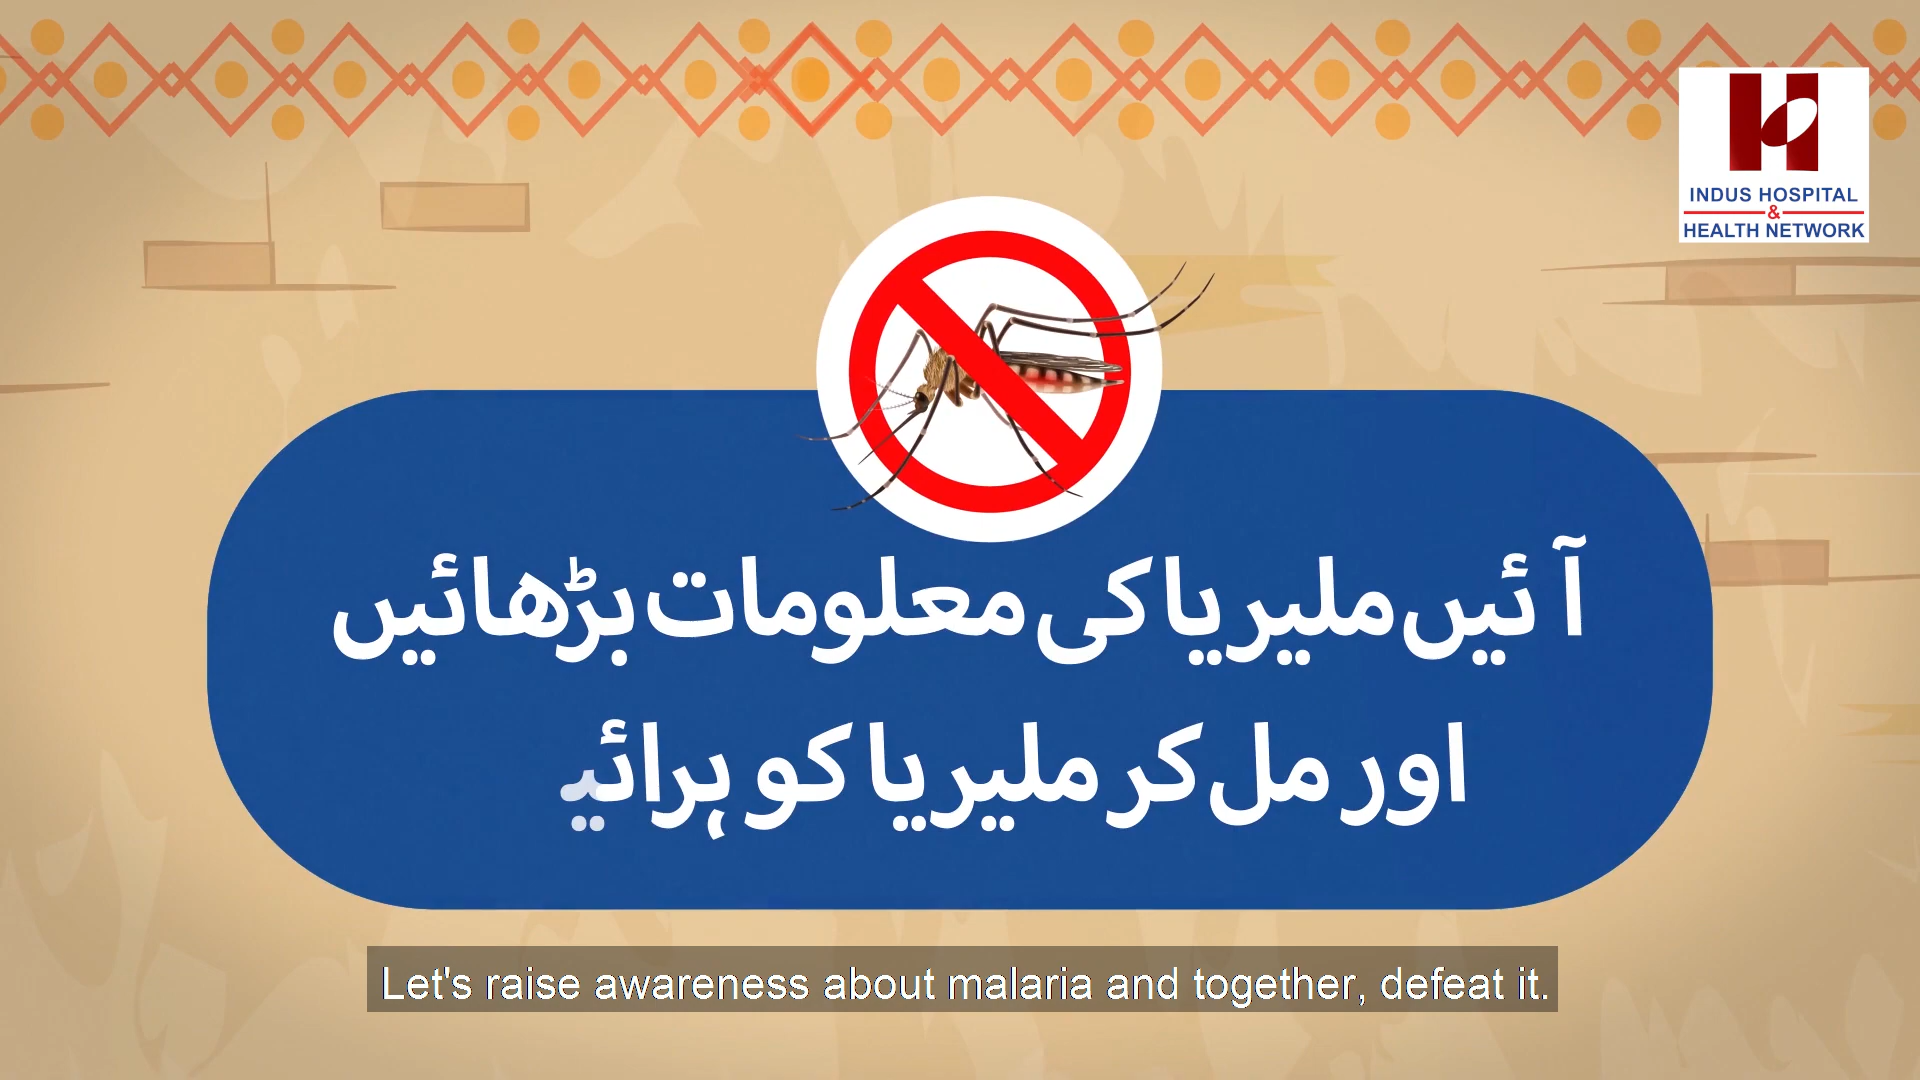 INDUS HOSPITAL
&
HEALTH NETWORK
آئیں ملیریا کی معلومات بڑھائیں
اور مل کر ملیریا کو ہرائیـ
Let's raise awareness about malaria and together, defeat it.